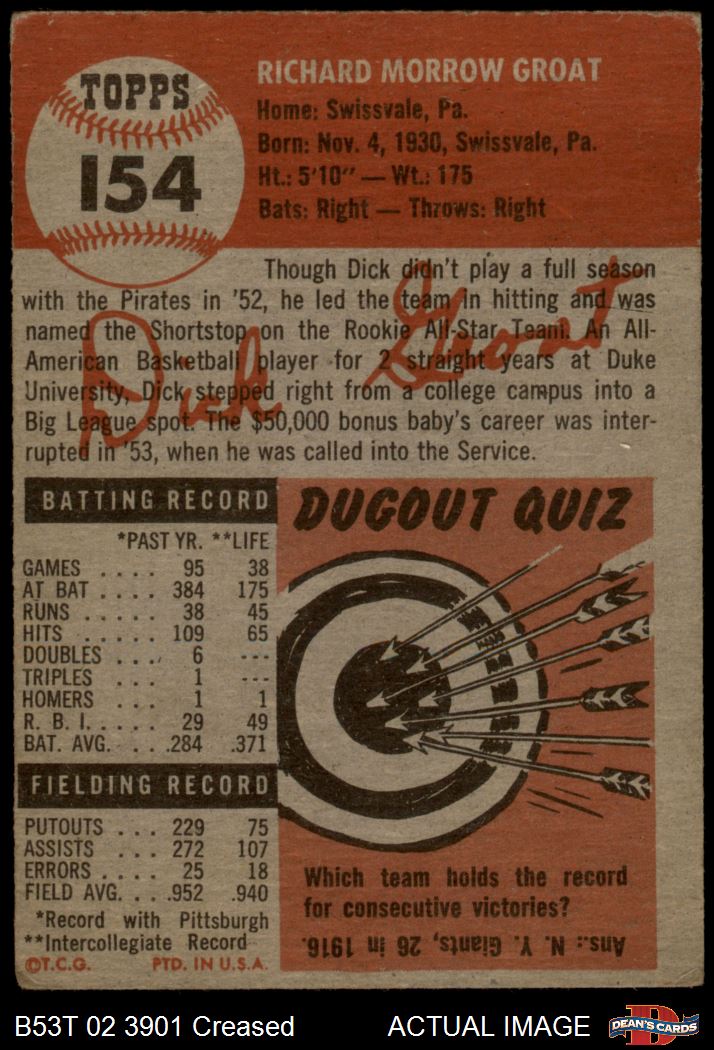 TOPPS
154
RICHARD MORROW GROAT
Home: Swissvale, Pa.
Born: Nov. 4, 1930, Swissvale, Pa.
Ht.: 5'10" — Wt.: 175
Bats: Right — Throws: Right
Though Dick didn't play a full season
with the Pirates in '52, he led the team in hitting and was
named the Shortstop on the Rookie All-Star Team. An All-
American Basketball player for 2 straight years at Duke
University, Dick stepped right from a college campus into a
Big League spot. The $50,000 bonus baby's career was inter-
rupted in '53, when he was called into the Service.
Dick Groat
BATTING RECORD
*PAST YR. **LIFE
GAMES .... 95 38
AT BAT .... 384 175
RUNS ..... 38 45
HITS ..... 109 65
DOUBLES ... 6 ---
TRIPLES ... 1 ---
HOMERS ... 1 1
R. B. I. .... 29 49
BAT. AVG. .. .284 .371
FIELDING RECORD
PUTOUTS ... 229 75
ASSISTS ... 272 107
ERRORS .... 25 18
FIELD AVG. .. .952 .940
*Record with Pittsburgh
**Intercollegiate Record
©T.C.G. PTD. IN U.S.A.
DUGOUT QUIZ
Which team holds the record
for consecutive victories?
Ans.: N. Y. Giants, 26 in 1916.
B53T 02 3901 Creased
ACTUAL IMAGE
D
DEAN'S CARDS